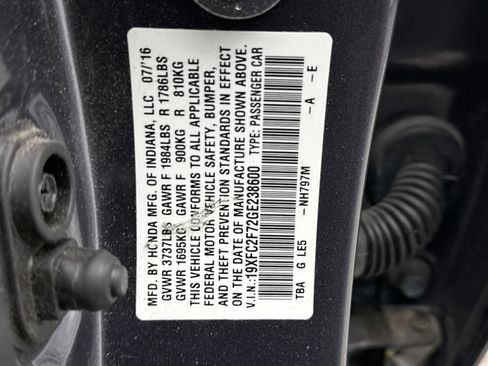 MFD. BY HONDA MFG. OF INDIANA, LLC 07/'16
GVWR 3737LBS GAWR F 1984LBS R 1786LBS
GVWR 1695KG GAWR F 900KG R 810KG
THIS VEHICLE CONFORMS TO ALL APPLICABLE
FEDERAL MOTOR VEHICLE SAFETY, BUMPER,
AND THEFT PREVENTION STANDARDS IN EFFECT
ON THE DATE OF MANUFACTURE SHOWN ABOVE.
V.I.N.:19XFC2F72GE238600 TYPE: PASSENGER CAR
TBA G LE5 -NH797M -A -E